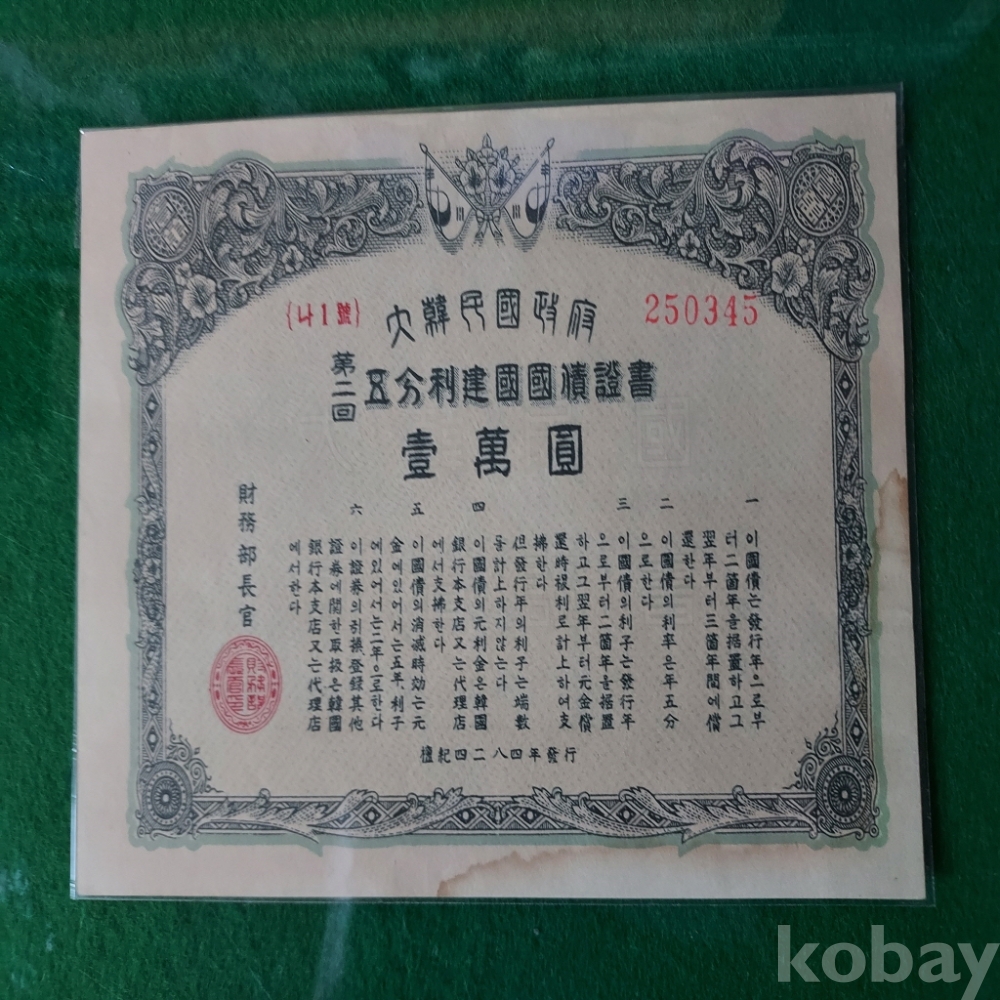 (나1號)
250345
大韓民國政府
第二回
五分利建國國債證書
壹萬圓
一 이國債는發行年으로부
터二箇年을据置하고그
翌年부터三箇年間에償
還한다
二 이國債의利率은年五分
으로한다
三 이國債의利子는發行年
으로부터二箇年을据置
하고그翌年부터元金償
還時複利로計上하여支
拂한다
但發行年의利子는端數
를計上하지않는다
四 이國債의元利金은韓國
銀行本支店又는代理店
에서支拂한다
五 이國債의消滅時効는元
金에있어서는五年、利子
에있어서는二年으로한다
六 이證券의引換登錄其他
證券에關한取扱은韓國
銀行本支店又는代理店
에서한다
財務部長官
檀紀四二八四年發行
kobay